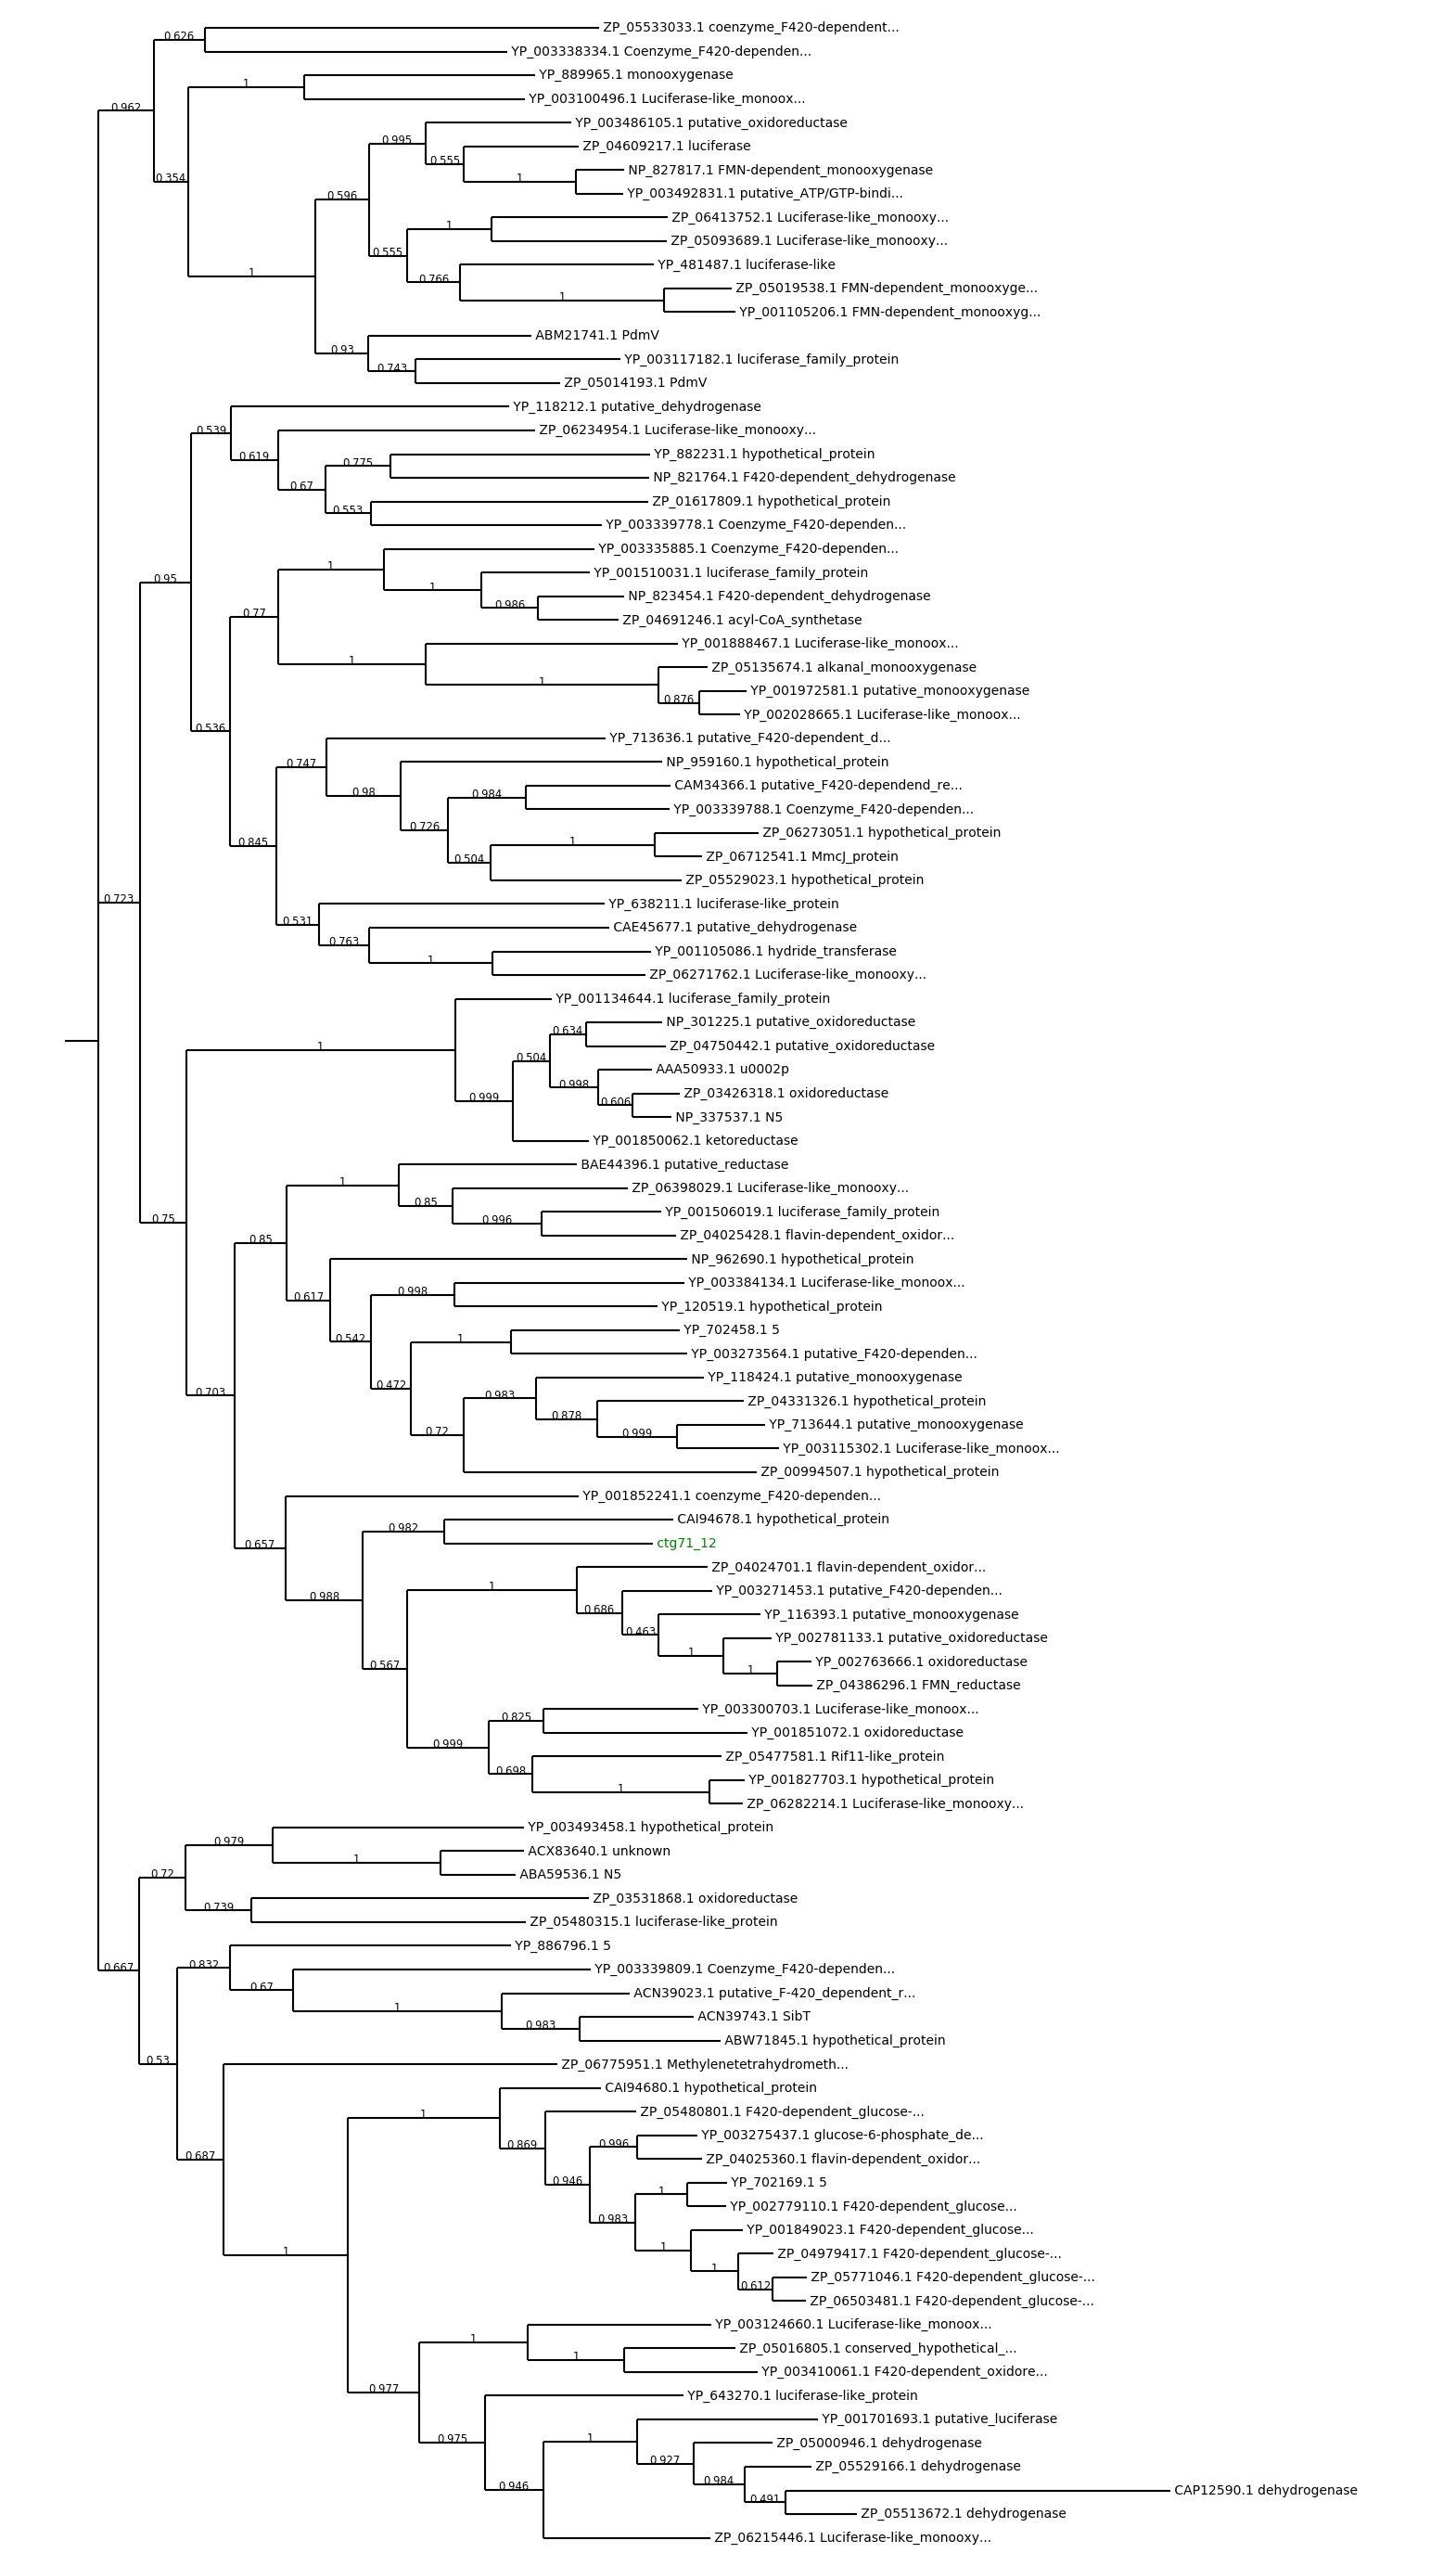 ZP_05533033.1 coenzyme_F420-dependent...
0.626
YP_003338334.1 Coenzyme_F420-dependen...
YP_889965.1 monooxygenase
1
YP_003100496.1 Luciferase-like_monoox...
0.962
YP_003486105.1 putative_oxidoreductase
0.995
ZP_04609217.1 luciferase
0.555
NP_827817.1 FMN-dependent_monooxygenase
1
0.354
YP_003492831.1 putative_ATP/GTP-bindi...
0.596
ZP_06413752.1 Luciferase-like_monooxy...
1
ZP_05093689.1 Luciferase-like_monooxy...
0.555
YP_481487.1 luciferase-like
1
0.766
ZP_05019538.1 FMN-dependent_monooxyge...
1
YP_001105206.1 FMN-dependent_monooxyg...
ABM21741.1 PdmV
0.93
YP_003117182.1 luciferase_family_protein
0.743
ZP_05014193.1 PdmV
YP_118212.1 putative_dehydrogenase
0.539
ZP_06234954.1 Luciferase-like_monooxy...
0.619
YP_882231.1 hypothetical_protein
0.775
NP_821764.1 F420-dependent_dehydrogenase
0.67
ZP_01617809.1 hypothetical_protein
0.553
YP_003339778.1 Coenzyme_F420-dependen...
YP_003335885.1 Coenzyme_F420-dependen...
1
YP_001510031.1 luciferase_family_protein
0.95
1
NP_823454.1 F420-dependent_dehydrogenase
0.986
0.77
ZP_04691246.1 acyl-CoA_synthetase
YP_001888467.1 Luciferase-like_monoox...
1
ZP_05135674.1 alkanal_monooxygenase
1
YP_001972581.1 putative_monooxygenase
0.876
YP_002028665.1 Luciferase-like_monoox...
0.536
YP_713636.1 putative_F420-dependent_d...
0.747
NP_959160.1 hypothetical_protein
CAM34366.1 putative_F420-dependend_re...
0.98
0.984
YP_003339788.1 Coenzyme_F420-dependen...
0.726
ZP_06273051.1 hypothetical_protein
1
0.845
ZP_06712541.1 MmcJ_protein
0.504
ZP_05529023.1 hypothetical_protein
0.723
YP_638211.1 luciferase-like_protein
0.531
CAE45677.1 putative_dehydrogenase
0.763
YP_001105086.1 hydride_transferase
1
ZP_06271762.1 Luciferase-like_monooxy...
YP_001134644.1 luciferase_family_protein
NP_301225.1 putative_oxidoreductase
0.634
ZP_04750442.1 putative_oxidoreductase
1
0.504
AAA50933.1 u0002p
0.998
ZP_03426318.1 oxidoreductase
0.999
0.606
NP_337537.1 N5
YP_001850062.1 ketoreductase
BAE44396.1 putative_reductase
1
ZP_06398029.1 Luciferase-like_monooxy...
0.85
YP_001506019.1 luciferase_family_protein
0.75
0.996
ZP_04025428.1 flavin-dependent_oxidor...
0.85
NP_962690.1 hypothetical_protein
YP_003384134.1 Luciferase-like_monoox...
0.998
0.617
YP_120519.1 hypothetical_protein
YP_702458.1 5
0.542
1
YP_003273564.1 putative_F420-dependen...
YP_118424.1 putative_monooxygenase
0.472
0.703
0.983
ZP_04331326.1 hypothetical_protein
0.878
YP_713644.1 putative_monooxygenase
0.72
0.999
YP_003115302.1 Luciferase-like_monoox...
ZP_00994507.1 hypothetical_protein
YP_001852241.1 coenzyme_F420-dependen...
CAI94678.1 hypothetical_protein
0.982
0.657
ctg71_12
ZP_04024701.1 flavin-dependent_oxidor...
1
YP_003271453.1 putative_F420-dependen...
0.988
0.686
YP_116393.1 putative_monooxygenase
0.463
YP_002781133.1 putative_oxidoreductase
1
YP_002763666.1 oxidoreductase
0.567
1
ZP_04386296.1 FMN_reductase
YP_003300703.1 Luciferase-like_monoox...
0.825
YP_001851072.1 oxidoreductase
0.999
ZP_05477581.1 Rif11-like_protein
0.698
YP_001827703.1 hypothetical_protein
1
ZP_06282214.1 Luciferase-like_monooxy...
YP_003493458.1 hypothetical_protein
0.979
ACX83640.1 unknown
1
0.72
ABA59536.1 N5
ZP_03531868.1 oxidoreductase
0.739
ZP_05480315.1 luciferase-like_protein
YP_886796.1 5
0.832
0.667
YP_003339809.1 Coenzyme_F420-dependen...
0.67
ACN39023.1 putative_F-420_dependent_r...
1
ACN39743.1 SibT
0.983
ABW71845.1 hypothetical_protein
0.53
ZP_06775951.1 Methylenetetrahydrometh...
CAI94680.1 hypothetical_protein
1
ZP_05480801.1 F420-dependent_glucose-...
YP_003275437.1 glucose-6-phosphate_de...
0.869
0.996
0.687
ZP_04025360.1 flavin-dependent_oxidor...
0.946
YP_702169.1 5
1
YP_002779110.1 F420-dependent_glucose...
0.983
YP_001849023.1 F420-dependent_glucose...
1
1
ZP_04979417.1 F420-dependent_glucose-...
1
ZP_05771046.1 F420-dependent_glucose-...
0.612
ZP_06503481.1 F420-dependent_glucose-...
YP_003124660.1 Luciferase-like_monoox...
1
ZP_05016805.1 conserved_hypothetical_...
1
YP_003410061.1 F420-dependent_oxidore...
0.977
YP_643270.1 luciferase-like_protein
YP_001701693.1 putative_luciferase
0.975
1
ZP_05000946.1 dehydrogenase
0.927
ZP_05529166.1 dehydrogenase
0.984
0.946
CAP12590.1 dehydrogenase
0.491
ZP_05513672.1 dehydrogenase
ZP_06215446.1 Luciferase-like_monooxy...